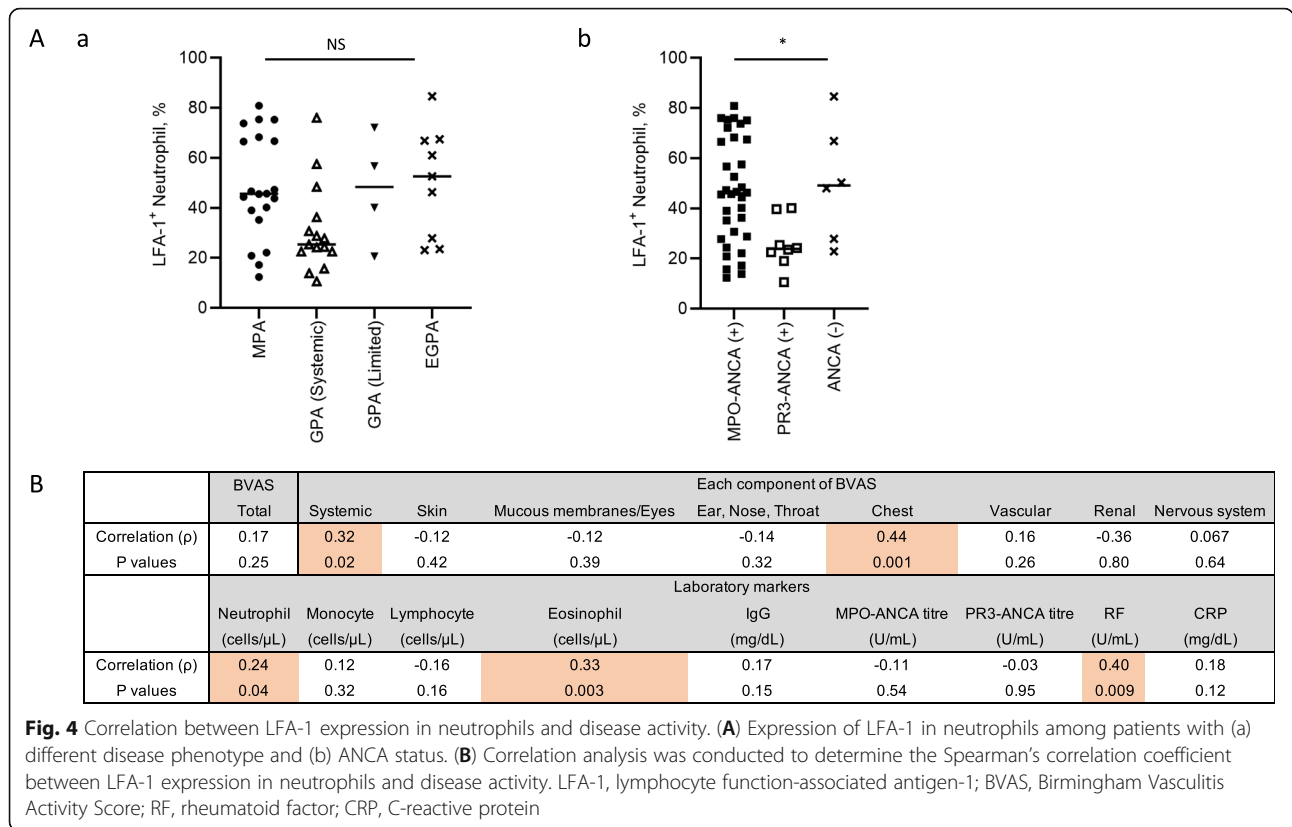 A a b
NS
*
100
80
60
40
20
0
LFA-1+ Neutrophil, %
MPA
GPA (Systemic)
GPA (Limited)
EGPA
100
80
60
40
20
0
LFA-1+ Neutrophil, %
MPO-ANCA (+)
PR3-ANCA (+)
ANCA (-)
B
BVAS Each component of BVAS
Total Systemic Skin Mucous membranes/Eyes Ear, Nose, Throat Chest Vascular Renal Nervous system
Correlation (ρ) 0.17 0.32 -0.12 -0.12 -0.14 0.44 0.16 -0.36 0.067
P values 0.25 0.02 0.42 0.39 0.32 0.001 0.26 0.80 0.64
Laboratory markers
Neutrophil Monocyte Lymphocyte Eosinophil IgG MPO-ANCA titre PR3-ANCA titre RF CRP
(cells/μL) (cells/μL) (cells/μL) (cells/μL) (mg/dL) (U/mL) (U/mL) (U/mL) (mg/dL)
Correlation (ρ) 0.24 0.12 -0.16 0.33 0.17 -0.11 -0.03 0.40 0.18
P values 0.04 0.32 0.16 0.003 0.15 0.54 0.95 0.009 0.12
Fig. 4 Correlation between LFA-1 expression in neutrophils and disease activity. (A) Expression of LFA-1 in neutrophils among patients with (a)
different disease phenotype and (b) ANCA status. (B) Correlation analysis was conducted to determine the Spearman's correlation coefficient
between LFA-1 expression in neutrophils and disease activity. LFA-1, lymphocyte function-associated antigen-1; BVAS, Birmingham Vasculitis
Activity Score; RF, rheumatoid factor; CRP, C-reactive protein